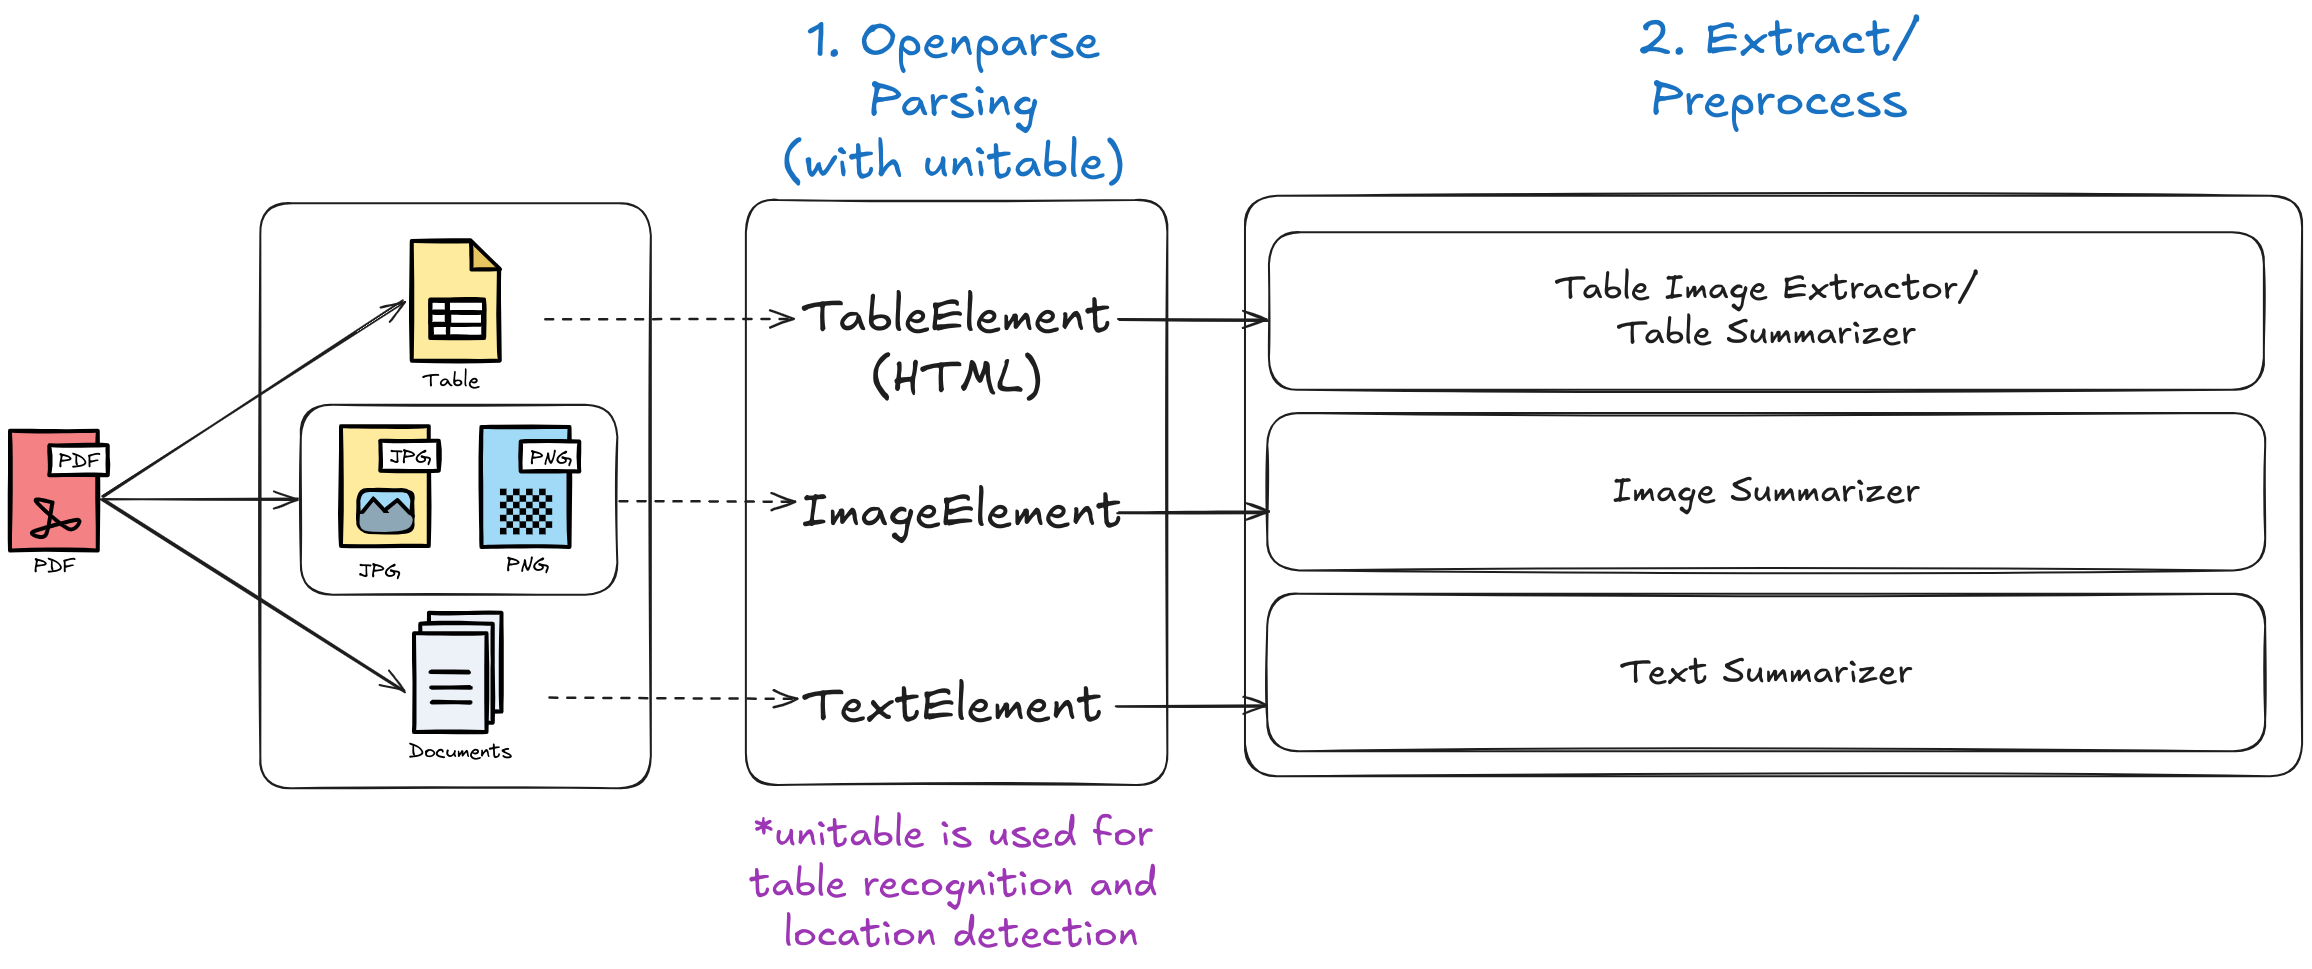 1. Openparse
Parsing
(with unitable)
2. Extract/
Preprocess
PDF
PDF
Table
JPG
PNG
JPG
PNG
Documents
TableElement
(HTML)
ImageElement
TextElement
Table Image Extractor/
Table Summarizer
Image Summarizer
Text Summarizer
*unitable is used for
table recognition and
location detection